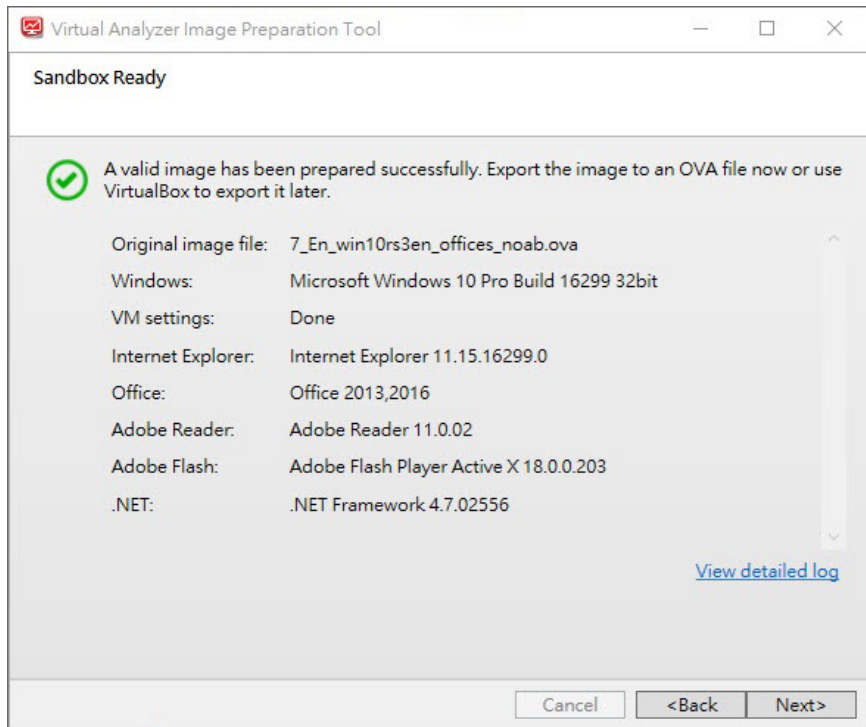 Virtual Analyzer Image Preparation Tool
Sandbox Ready
A valid image has been prepared successfully. Export the image to an OVA file now or use
VirtualBox to export it later.
Original image file: 7_En_win10rs3en_offices_noab.ova
Windows: Microsoft Windows 10 Pro Build 16299 32bit
VM settings: Done
Internet Explorer: Internet Explorer 11.15.16299.0
Office: Office 2013,2016
Adobe Reader: Adobe Reader 11.0.02
Adobe Flash: Adobe Flash Player Active X 18.0.0.203
.NET: .NET Framework 4.7.02556
View detailed log
Cancel <Back Next>